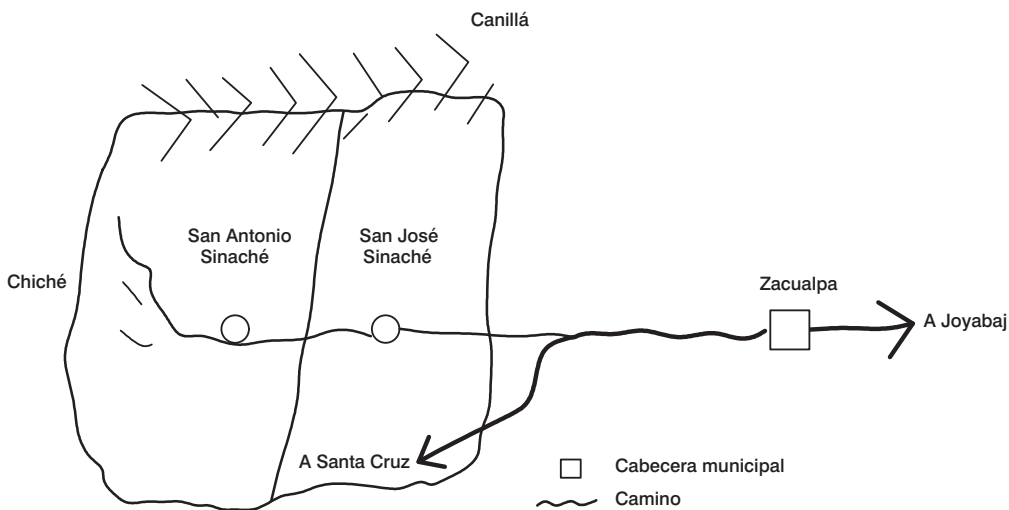 Canillá
San Antonio
Sinaché
San José
Sinaché
Chiché
Zacualpa
A Joyabaj
A Santa Cruz
Cabecera municipal
Camino